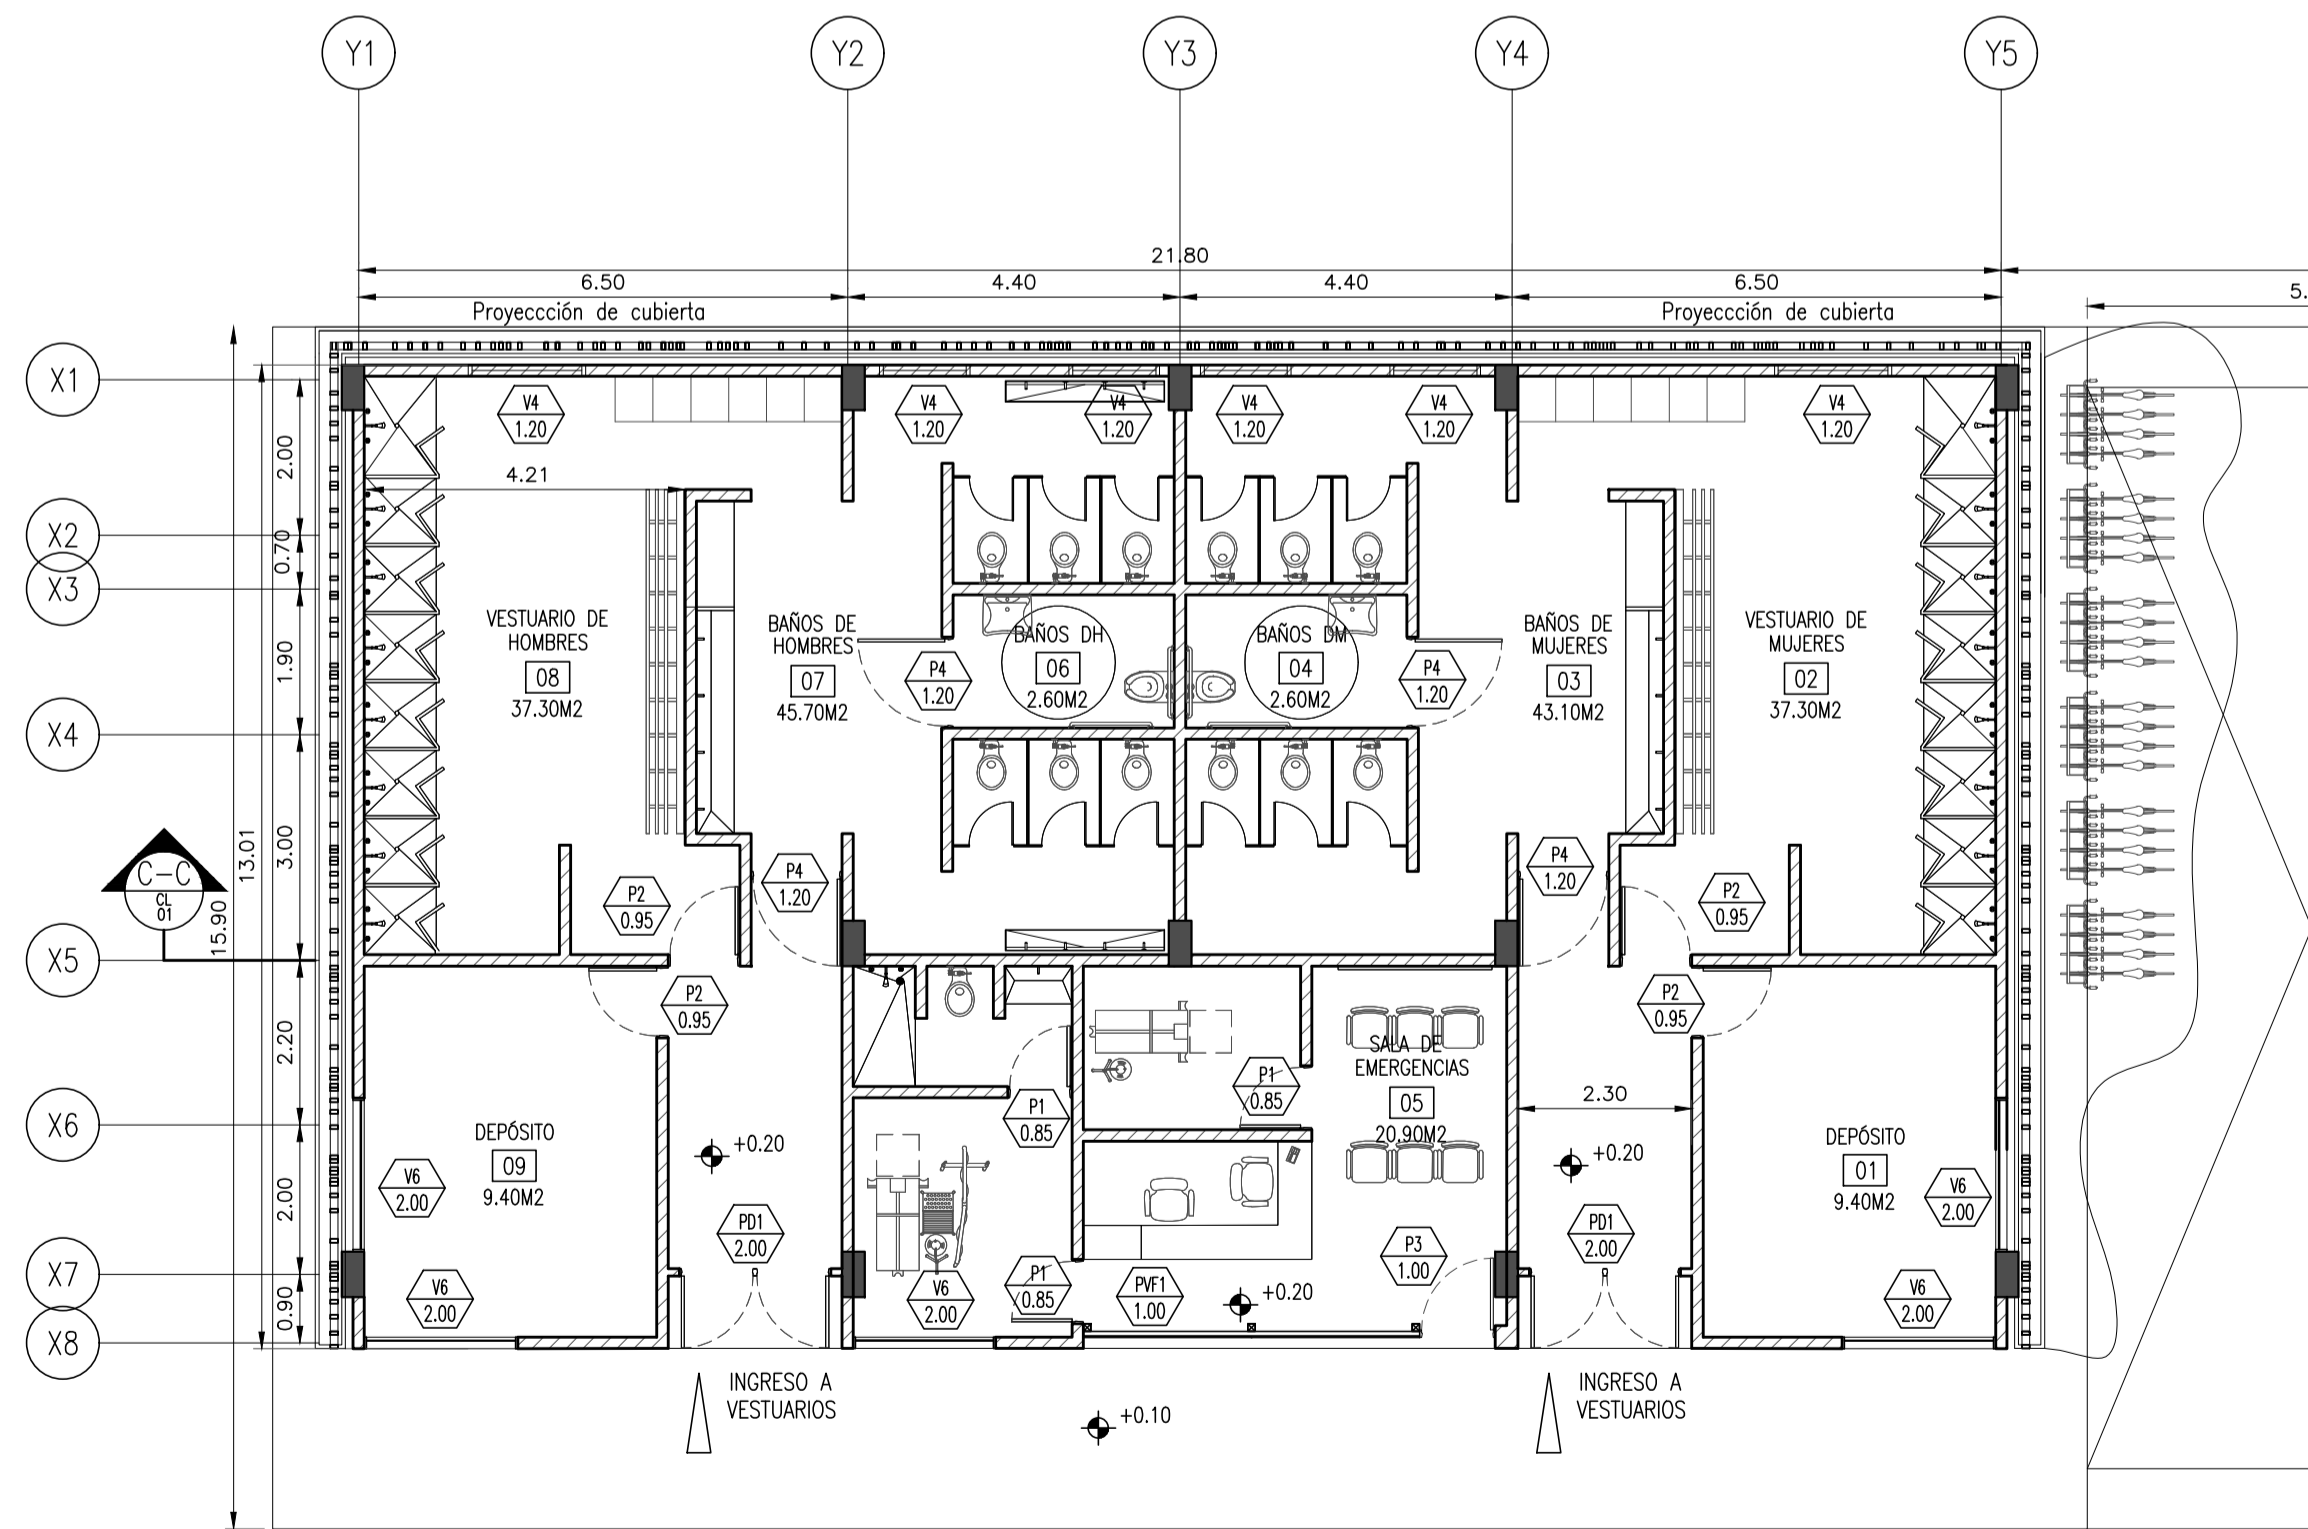 Y1 Y2 Y3 Y4 Y5
21.80
6.50 4.40 4.40 6.50
5.
Proyeccción de cubierta Proyeccción de cubierta
X1
X2
X3
X4
X5
X6
X7
X8
2.00
0.70
1.90
3.00
2.20
2.00
0.90
13.01
15.90
C-C
CL
01
V4
1.20
V4
1.20
V4
1.20
V4
1.20
V4
1.20
V4
1.20
4.21
VESTUARIO DE
HOMBRES
08
37.30M2
BAÑOS DE
HOMBRES
07
45.70M2
P4
1.20
BAÑOS DH
06
2.60M2
BAÑOS DM
04
2.60M2
P4
1.20
BAÑOS DE
MUJERES
03
43.10M2
VESTUARIO DE
MUJERES
02
37.30M2
P2
0.95
P4
1.20
P4
1.20
P2
0.95
P2
0.95
P2
0.95
DEPÓSITO
09
9.40M2
+0.20
P1
0.85
P1
0.85
SALA DE
EMERGENCIAS
05
20.90M2
2.30
+0.20
DEPÓSITO
01
9.40M2
V6
2.00
V6
2.00
PD1
2.00
V6
2.00
P1
0.85
PVF1
1.00
+0.20
P3
1.00
PD1
2.00
V6
2.00
V6
2.00
INGRESO A
VESTUARIOS
+0.10
INGRESO A
VESTUARIOS